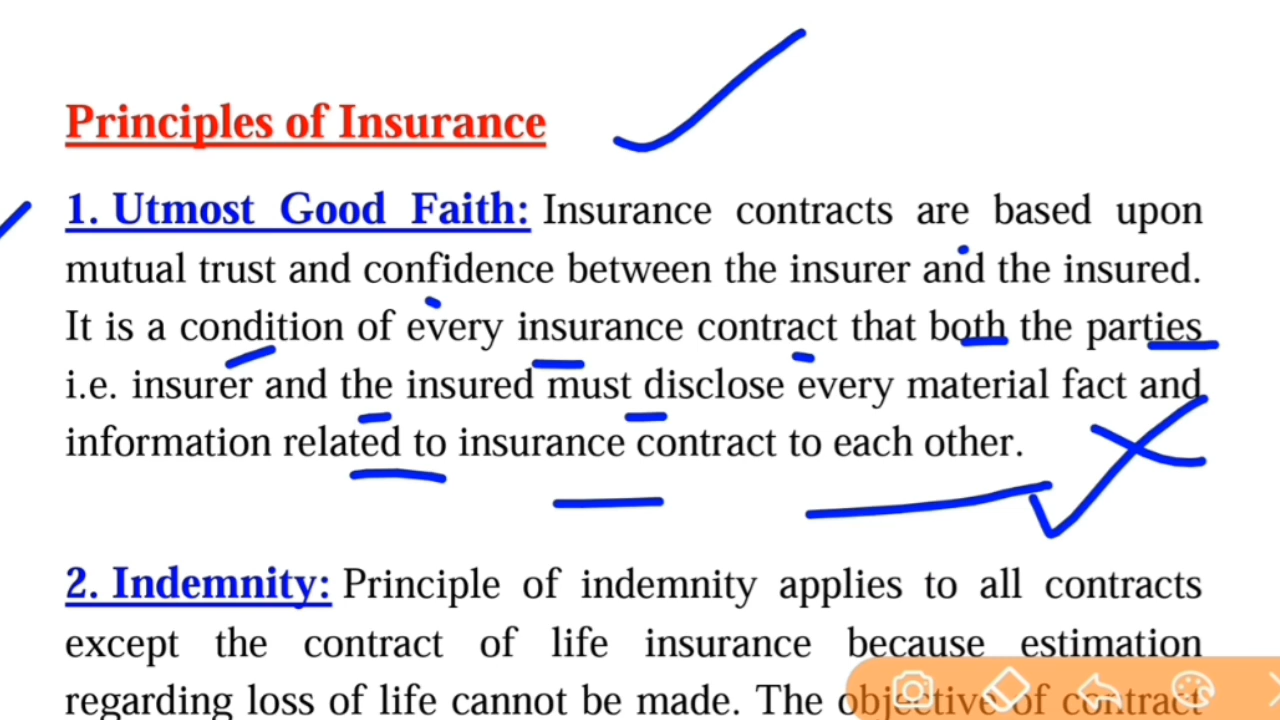 Principles of Insurance
1. Utmost Good Faith: Insurance contracts are based upon
mutual trust and confidence between the insurer and the insured.
It is a condition of every insurance contract that both the parties
i.e. insurer and the insured must disclose every material fact and
information related to insurance contract to each other.
2. Indemnity: Principle of indemnity applies to all contracts
except the contract of life insurance because estimation
regarding loss of life cannot be made. The objective of contract